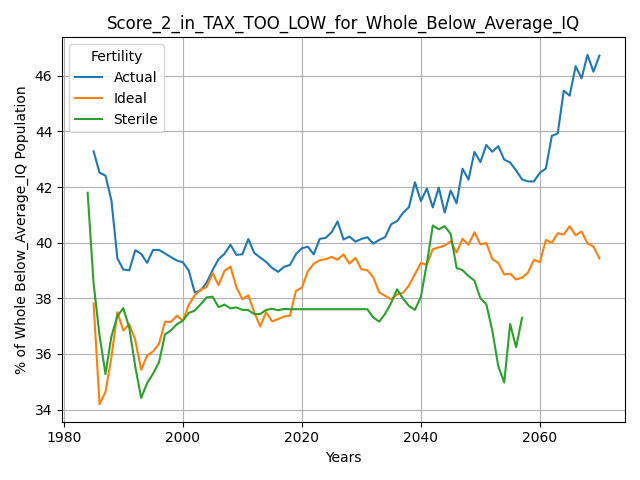 Score_2_in_TAX_TOO_LOW_for_Whole_Below_Average_IQ
Fertility
Actual
Ideal
Sterile
% of Whole Below_Average_IQ Population
46
44
42
40
38
36
34
1980
2000
2020
2040
2060
Years